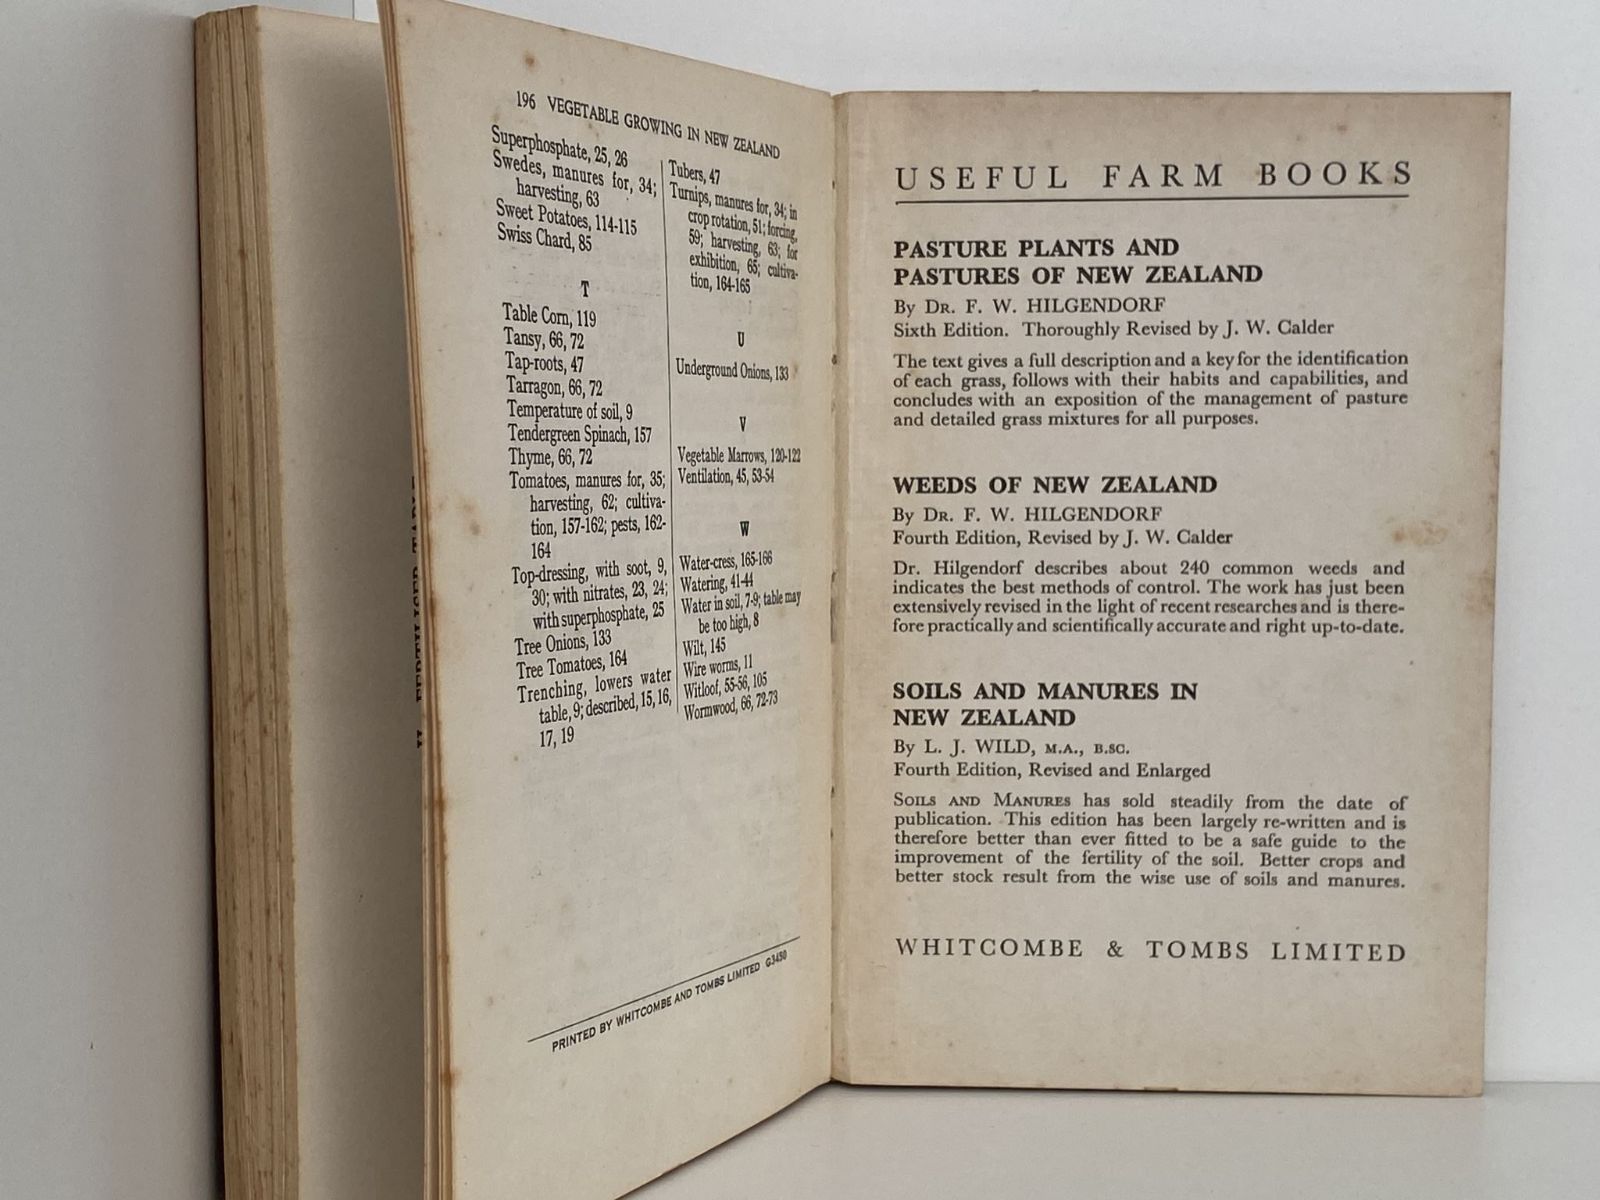 196 VEGETABLE GROWING IN NEW ZEALAND
Superphosphate, 25, 26
Swedes, manures for, 34;
harvesting, 63
Sweet Potatoes, 114-115
Swiss Chard, 85
T
Table Corn, 119
Tansy, 66, 72
Tap-roots, 47
Tarragon, 66, 72
Temperature of soil, 9
Tendergreen Spinach, 157
Thyme, 66, 72
Tomatoes, manures for, 35;
harvesting, 62; cultiva-
tion, 157-162; pests, 162-
164
Top-dressing, with soot, 9,
30; with nitrates, 23, 24;
with superphosphate, 25
Tree Onions, 133
Tree Tomatoes, 164
Trenching, lowers water
table, 9; described, 15, 16,
17, 19
Tubers, 47
Turnips, manures for, 34; in
crop rotation, 51; forcing,
59; harvesting, 63; for
exhibition, 65; cultiva-
tion, 164-165
U
Underground Onions, 133
V
Vegetable Marrows, 120-122
Ventilation, 45, 53-54
W
Water-cress, 165-166
Watering, 41-44
Water in soil, 7-9; table may
be too high, 8
Wilt, 145
Wire worms, 11
Witloof, 55-56, 105
Wormwood, 66, 72-73
PRINTED BY WHITCOMBE AND TOMBS LIMITED G3450
USEFUL FARM BOOKS
PASTURE PLANTS AND
PASTURES OF NEW ZEALAND
By DR. F. W. HILGENDORF
Sixth Edition. Thoroughly Revised by J. W. Calder
The text gives a full description and a key for the identification
of each grass, follows with their habits and capabilities, and
concludes with an exposition of the management of pasture
and detailed grass mixtures for all purposes.
WEEDS OF NEW ZEALAND
By DR. F. W. HILGENDORF
Fourth Edition, Revised by J. W. Calder
Dr. Hilgendorf describes about 240 common weeds and
indicates the best methods of control. The work has just been
extensively revised in the light of recent researches and is there-
fore practically and scientifically accurate and right up-to-date.
SOILS AND MANURES IN
NEW ZEALAND
By L. J. WILD, M.A., B.SC.
Fourth Edition, Revised and Enlarged
SOILS AND MANURES has sold steadily from the date of
publication. This edition has been largely re-written and is
therefore better than ever fitted to be a safe guide to the
improvement of the fertility of the soil. Better crops and
better stock result from the wise use of soils and manures.
WHITCOMBE & TOMBS LIMITED